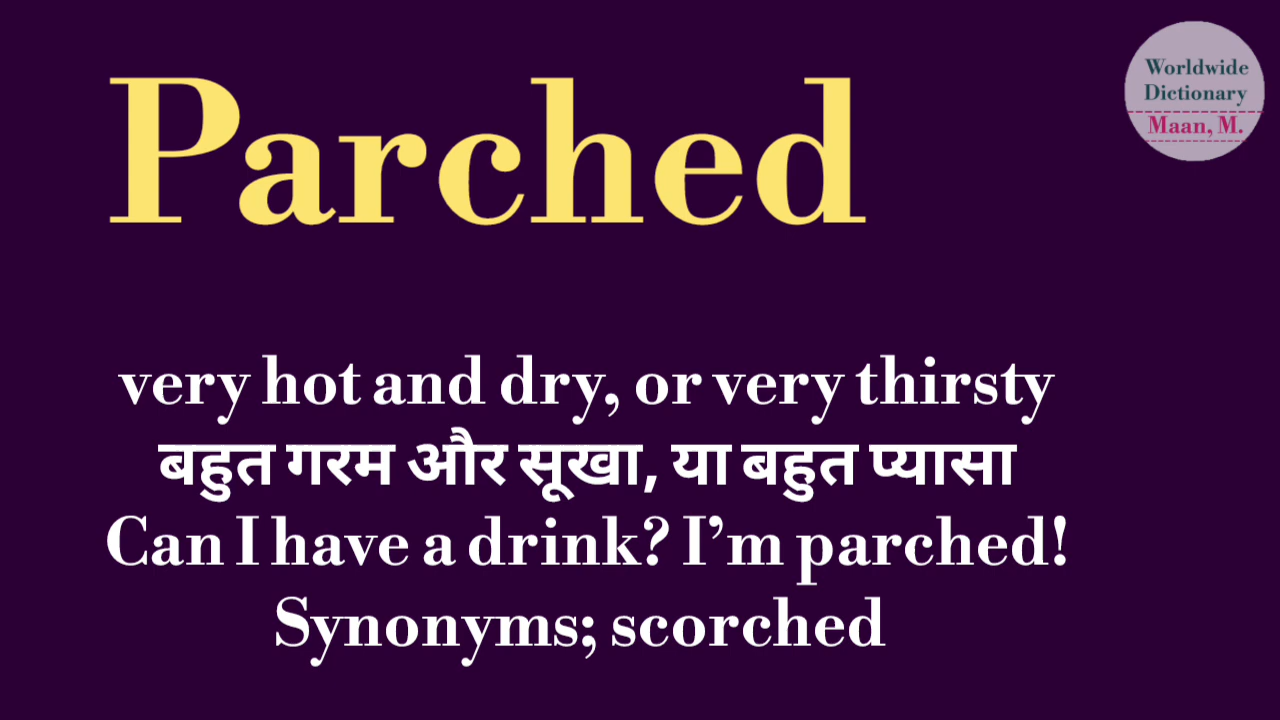 Parched
Worldwide
Dictionary
Maan, M.
very hot and dry, or very thirsty
बहुत गरम और सूखा, या बहुत प्यासा
Can I have a drink? I’m parched!
Synonyms; scorched